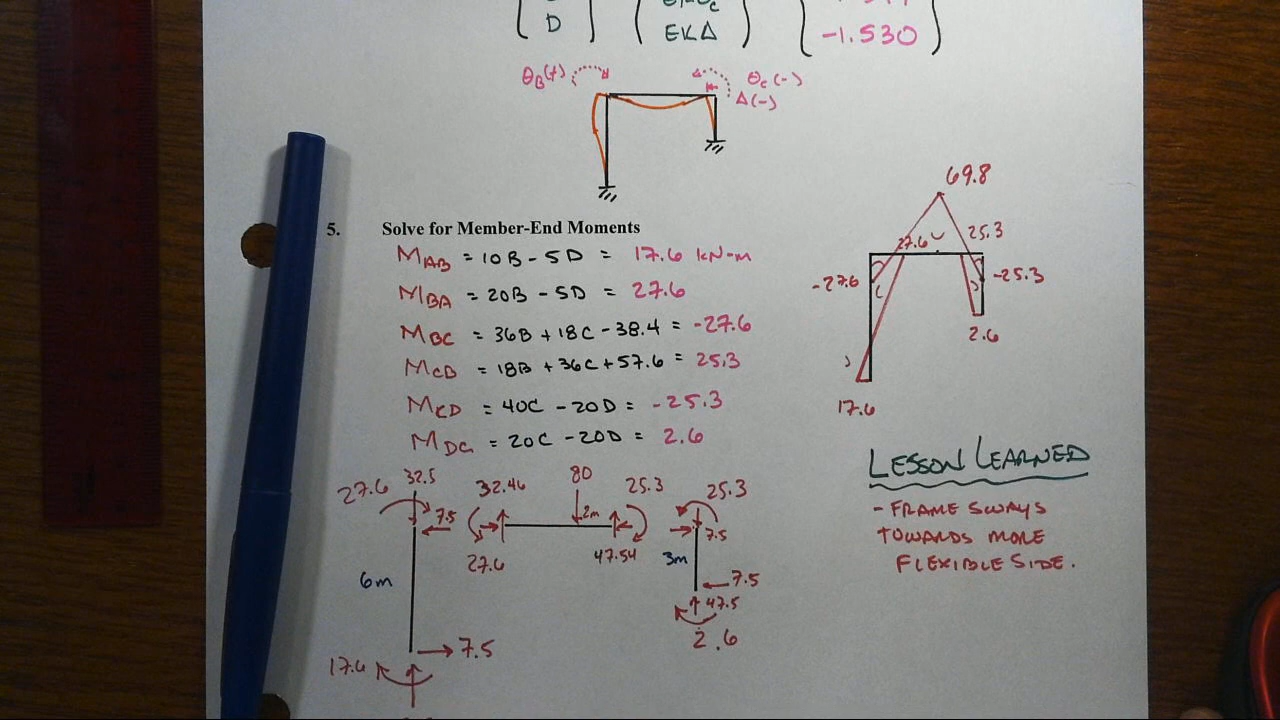 D EKΔ -1.530
θB(+) θc(-)
Δ(-)
5. Solve for Member-End Moments
MAB = 10B - 5D = 17.6 kN-m
MBA = 20B - 5D = 27.6
MBC = 36B + 18C - 38.4 = -27.6
MCB = 18B + 36C + 57.6 = 25.3
MCD = 40C - 20D = -25.3
MDC = 20C - 20D = 2.6
69.8
27.6 25.3
-27.6 -25.3
2.6
17.6
LESSON LEARNED
- FRAME SWAYS
TOWARDS MORE
FLEXIBLE SIDE.
27.6 32.5 32.46 80 25.3 25.3
7.5 2m 7.5
27.6 47.54 3m
6m 7.5
47.5
7.5 2.6
17.6